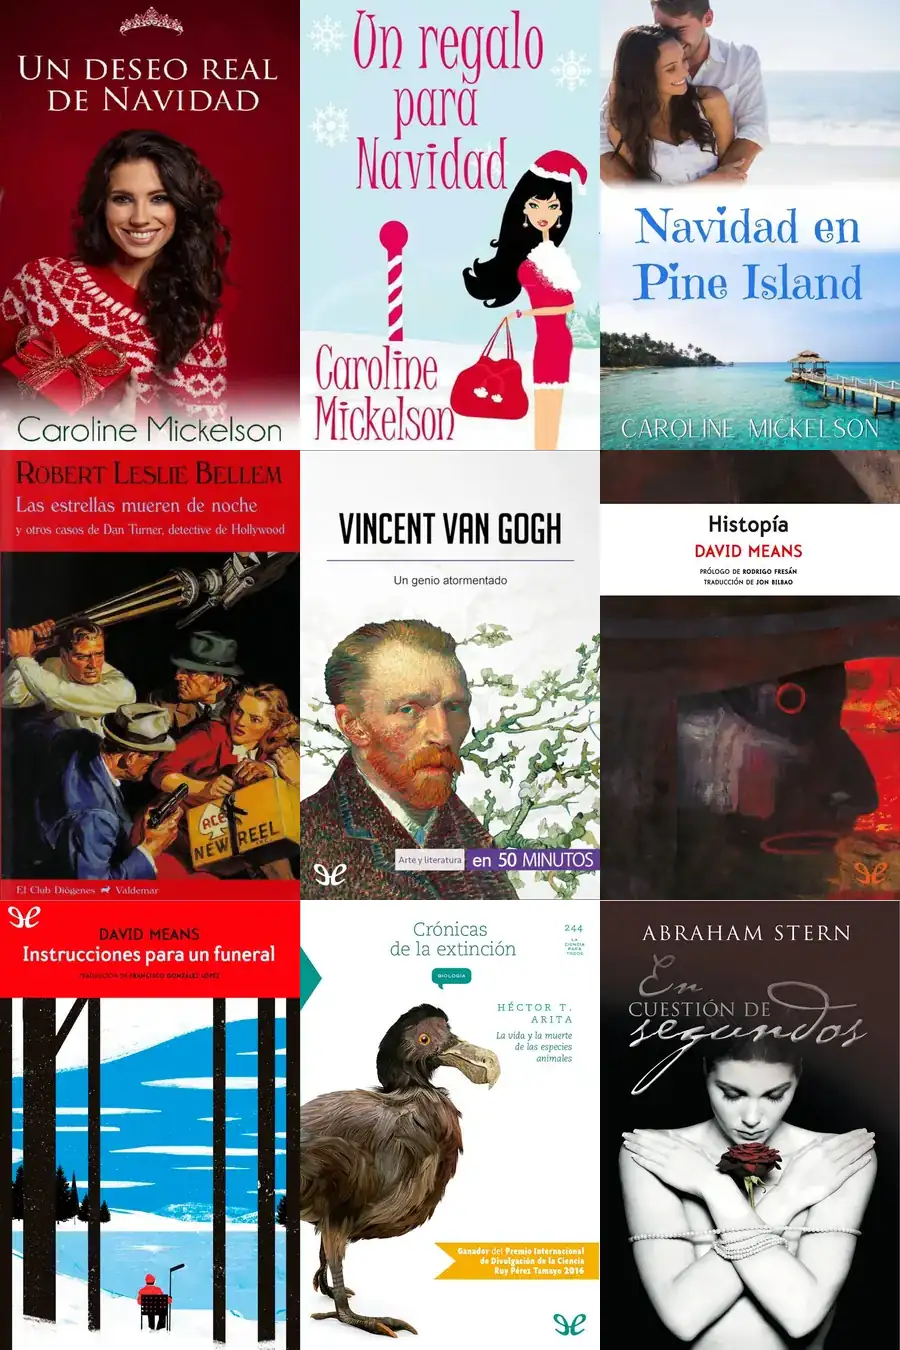 UN DESEO REAL
DE NAVIDAD
Caroline Mickelson
Un regalo
para
Navidad
Caroline
Mickelson
Navidad en
Pine Island
CAROLINE MICKELSON
ROBERT LESLIE BELLEM
Las estrellas mueren de noche
y otros casos de Dan Turner, detective de Hollywood
ACE
NEWSREEL
El Club Diógenes Valdemar
VINCENT VAN GOGH
Un genio atormentado
Arte y literatura en 50 MINUTOS
Histopía
DAVID MEANS
PRÓLOGO DE RODRIGO FRESÁN
TRADUCCIÓN DE JON BILBAO
DAVID MEANS
Instrucciones para un funeral
TRADUCCIÓN DE FRANCISCO GONZÁLEZ LÓPEZ
Crónicas
de la extinción
BIOLOGÍA
244
LA
CIENCIA
PARA
TODOS
HÉCTOR T.
ARITA
La vida y la muerte
de las especies
animales
Ganador del Premio Internacional
de Divulgación de la Ciencia
Ruy Pérez Tamayo 2016
ABRAHAM STERN
En
CUESTIÓN DE
segundos